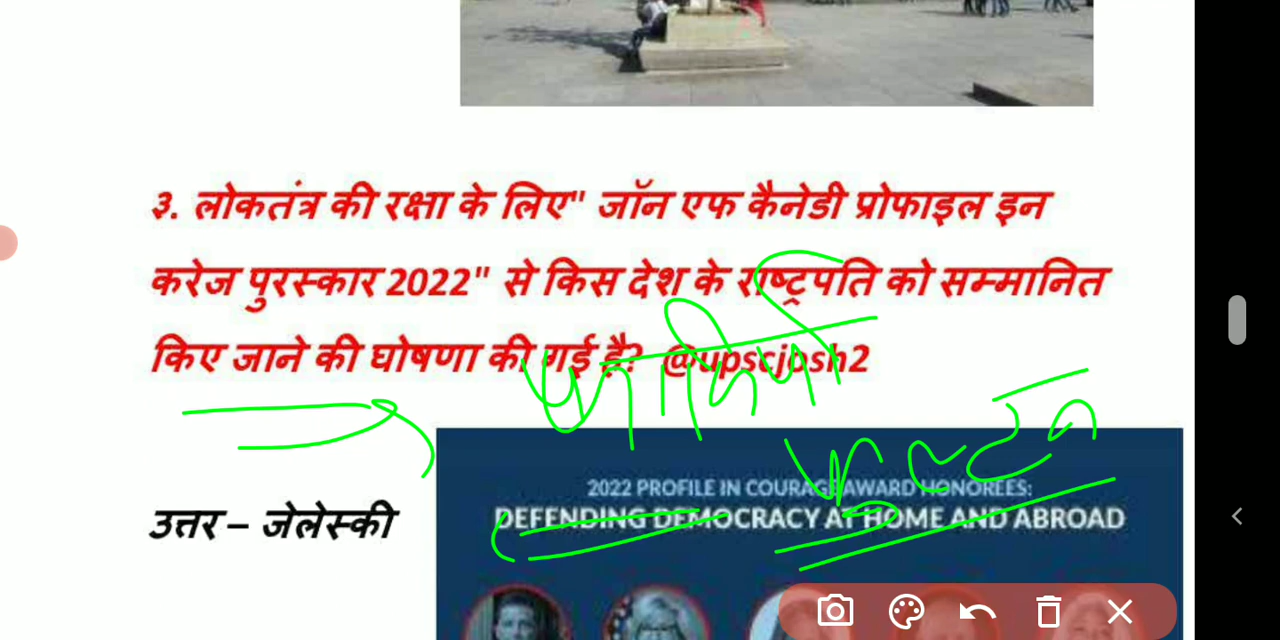 ३. लोकतंत्र की रक्षा के लिए" जॉन एफ कैनेडी प्रोफाइल इन
करेज पुरस्कार 2022" से किस देश के राष्ट्रपति को सम्मानित
किए जाने की घोषणा की गई है? @upscjosh2
उत्तर – जेलेस्की
2022 PROFILE IN COURAGE AWARD HONOREES:
DEFENDING DEMOCRACY AT HOME AND ABROAD